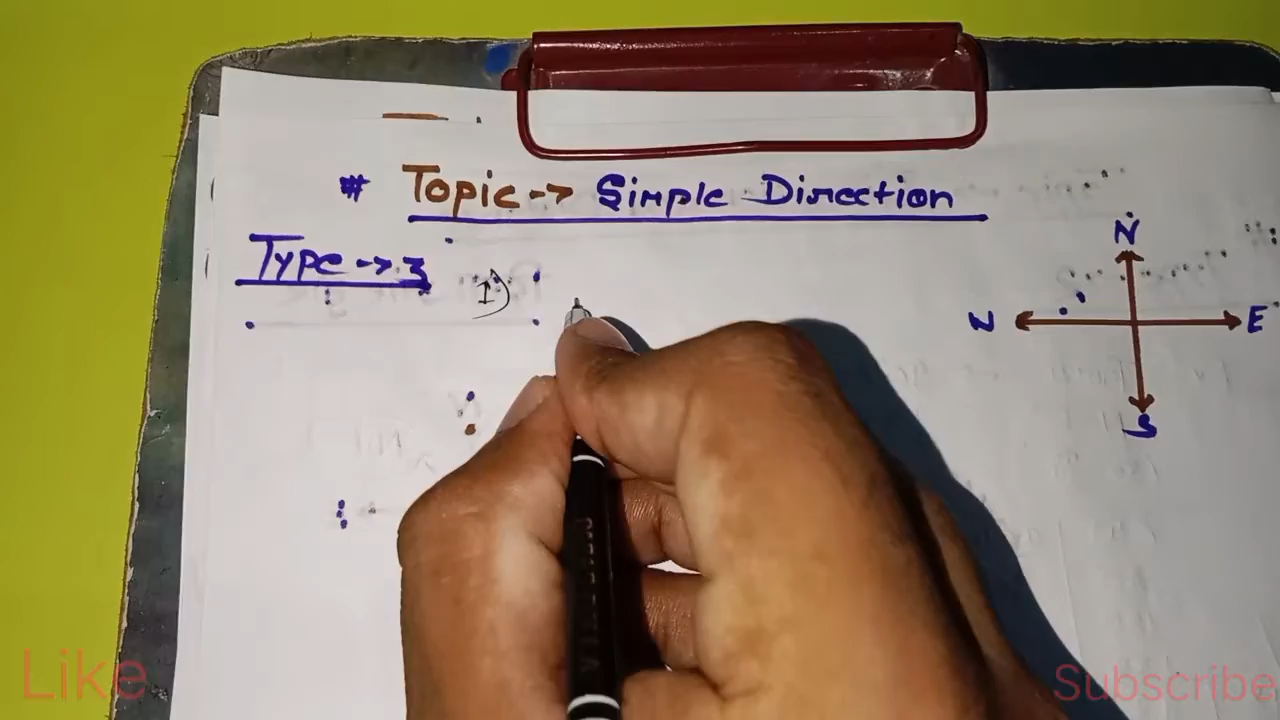 # Topic -> Simple Direction
Type -> 3
1)
N
W E
S
Like
Subscribe